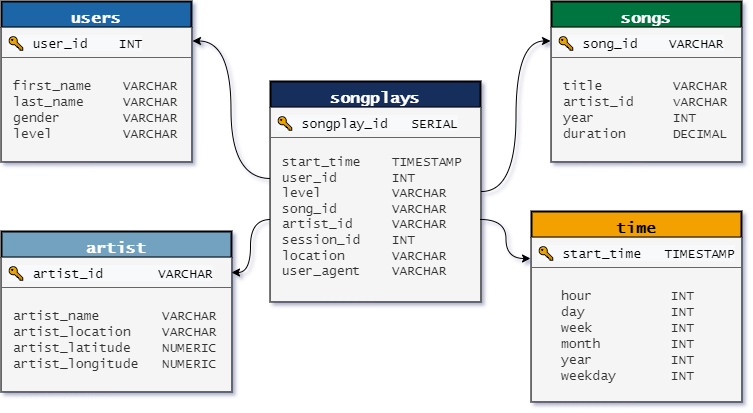 users
user_id INT
first_name VARCHAR
last_name VARCHAR
gender VARCHAR
level VARCHAR
songs
song_id VARCHAR
title VARCHAR
artist_id vARCHAR
year INT
duration DECIMAL
songplays
songplay_id SERIAL
start_time TIMESTAMP
user_id INT
level VARCHAR
song_id VARCHAR
artist_id VARCHAR
session_id INT
location VARCHAR
user_agent VARCHAR
artist
artist_id VARCHAR
artist_name VARCHAR
artist_location VARCHAR
artist_latitude NUMERIC
artist_longitude NUMERIC
time
start_time TIMESTAMP
hour INT
day INT
week INT
month INT
year INT
weekday INT